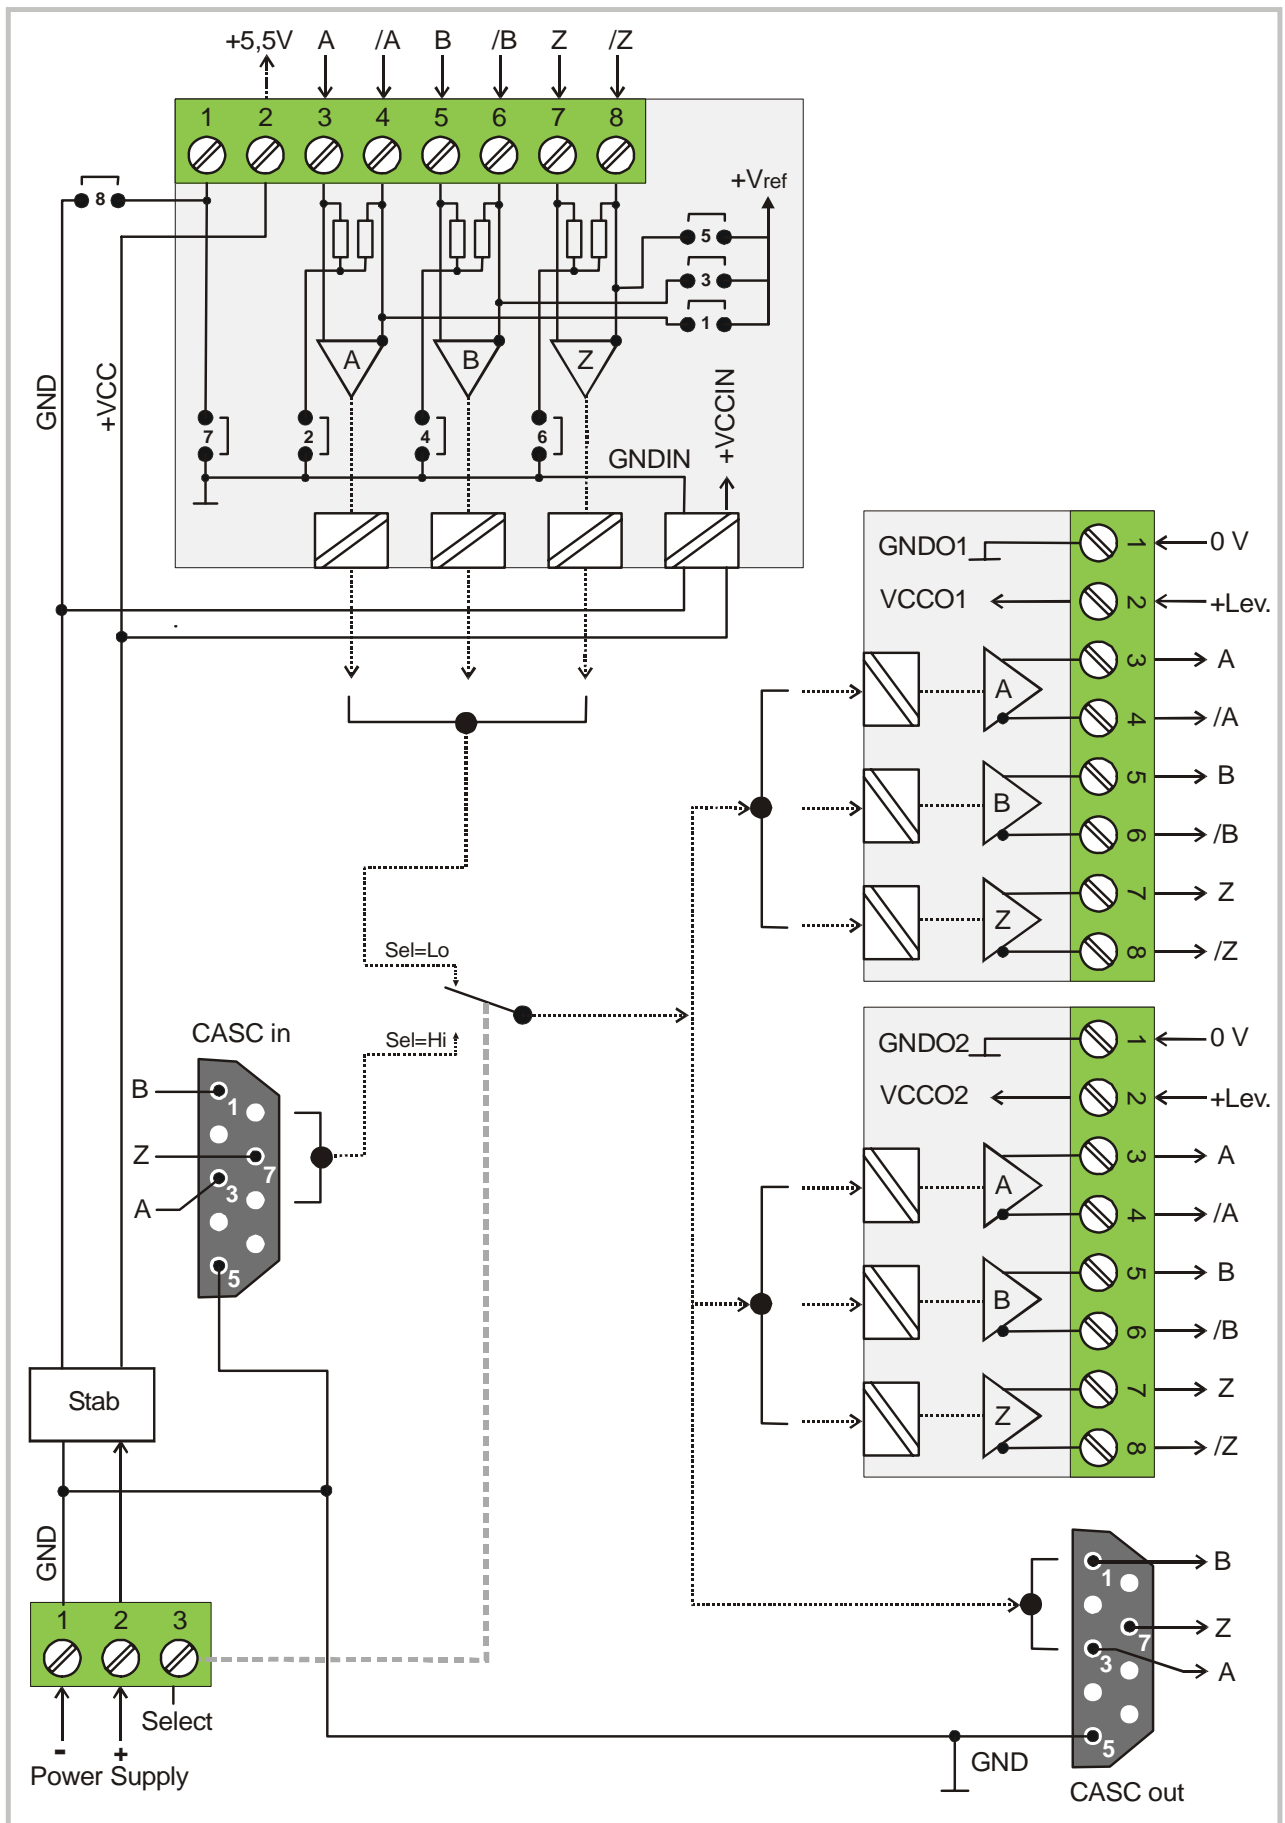 +5,5V A /A B /B Z /Z
1 2 3 4 5 6 7 8
+Vref
8
5
3
1
A B Z
GND
+VCC
+VCCIN
7 2 4 6
GNDIN
GNDO1 1 0 V
VCCO1 2 +Lev.
3 A
A
4 /A
5 B
B
6 /B
7 Z
Z
8 /Z
Sel=Lo
Sel=Hi
CASC in
B 1
Z 7
A 3
5
GNDO2 1 0 V
VCCO2 2 +Lev.
3 A
A
4 /A
5 B
B
6 /B
7 Z
Z
8 /Z
Stab
GND
1 2 3
Select
- +
Power Supply
1 B
7 Z
3 A
5
GND
CASC out